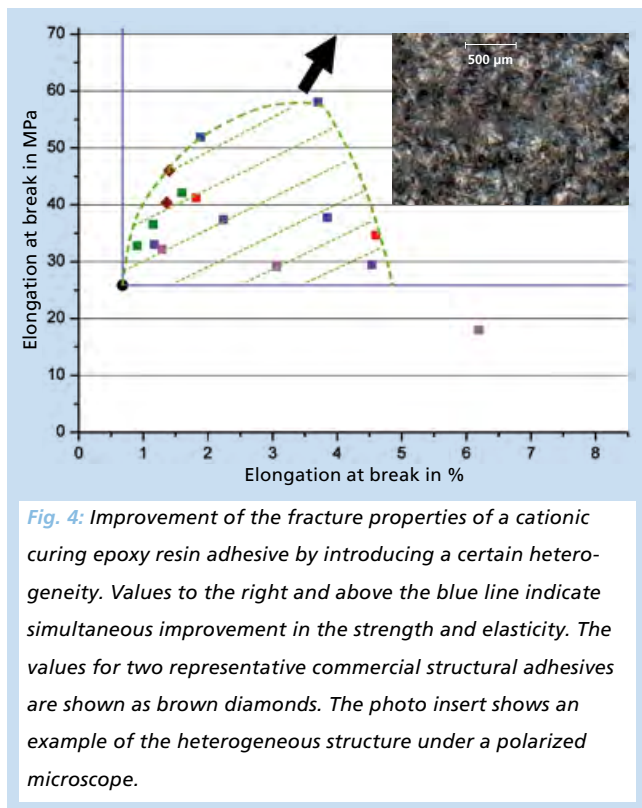 70
60
50
40
30
20
10
0
Elongation at break in MPa
500 µm
0 1 2 3 4 5 6 7 8
Elongation at break in %
Fig. 4: Improvement of the fracture properties of a cationic
curing epoxy resin adhesive by introducing a certain hetero-
geneity. Values to the right and above the blue line indicate
simultaneous improvement in the strength and elasticity. The
values for two representative commercial structural adhesives
are shown as brown diamonds. The photo insert shows an
example of the heterogeneous structure under a polarized
microscope.